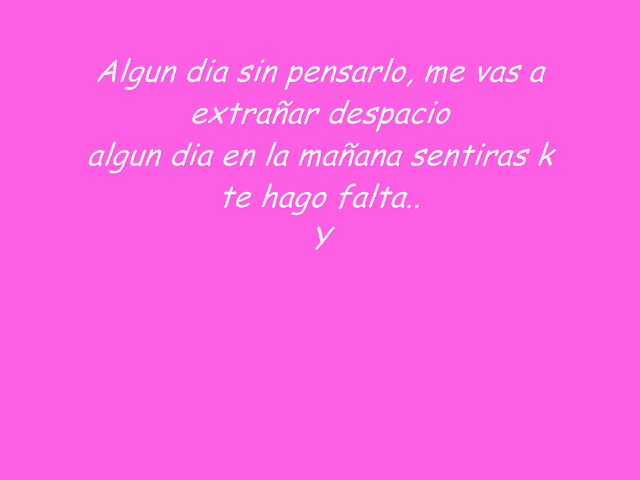 Algun dia sin pensarlo, me vas a
extrañar despacio
algun dia en la mañana sentiras k
te hago falta..
Y